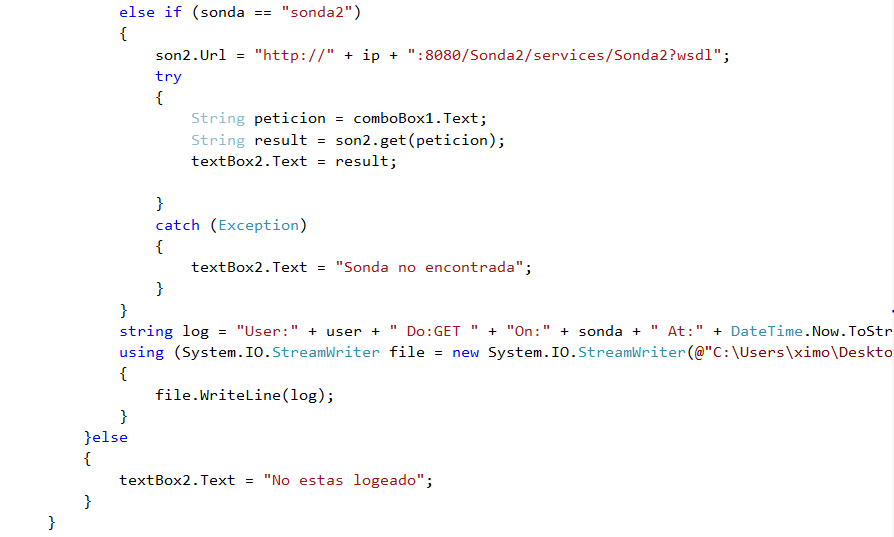 else if (sonda == "sonda2")
{
son2.Url = "http://" + ip + ":8080/Sonda2/services/Sonda2?wsdl";
try
{
String peticion = comboBox1.Text;
String result = son2.get(peticion);
textBox2.Text = result;
}
catch (Exception)
{
textBox2.Text = "Sonda no encontrada";
}
}
string log = "User:" + user + " Do:GET " + "On:" + sonda + " At:" + DateTime.Now.ToStr
using (System.IO.StreamWriter file = new System.IO.StreamWriter(@"C:\Users\ximo\Deskto
{
file.WriteLine(log);
}
}else
{
textBox2.Text = "No estas logeado";
}
}